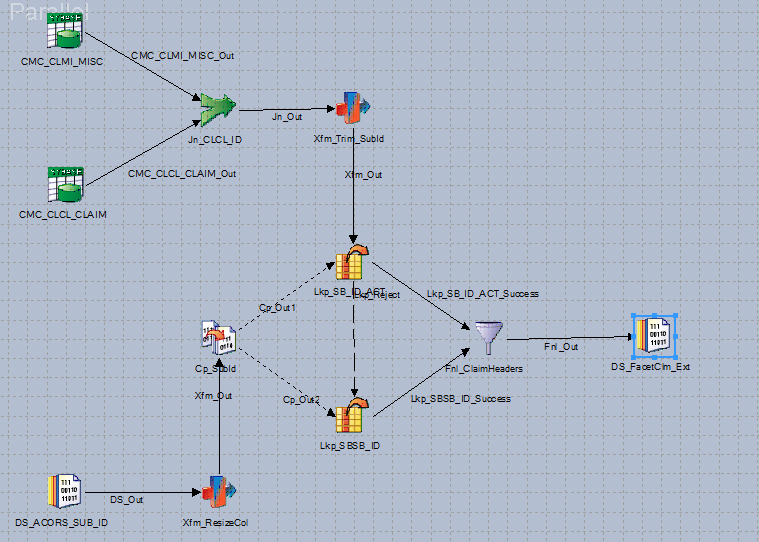 Parallel
CMC_CLMI_MISC
CMC_CLMI_MISC_Out
Jn_CLCL_ID
Jn_Out
Xfm_Trim_SubId
CMC_CLCL_CLAIM_Out
Xfm_Out
CMC_CLCL_CLAIM
Lkp_SB_ID_ACT
Lkp_Reject
Lkp_SB_ID_ACT_Success
Cp_Out1
Fnl_Out
Cp_SubId
Fnl_ClaimHeaders
DS_FacetClm_Ext
Xfm_Out
Cp_Out2
Lkp_SBSB_ID_Success
Lkp_SBSB_ID
DS_Out
DS_ACORS_SUB_ID
Xfm_ResizeCol